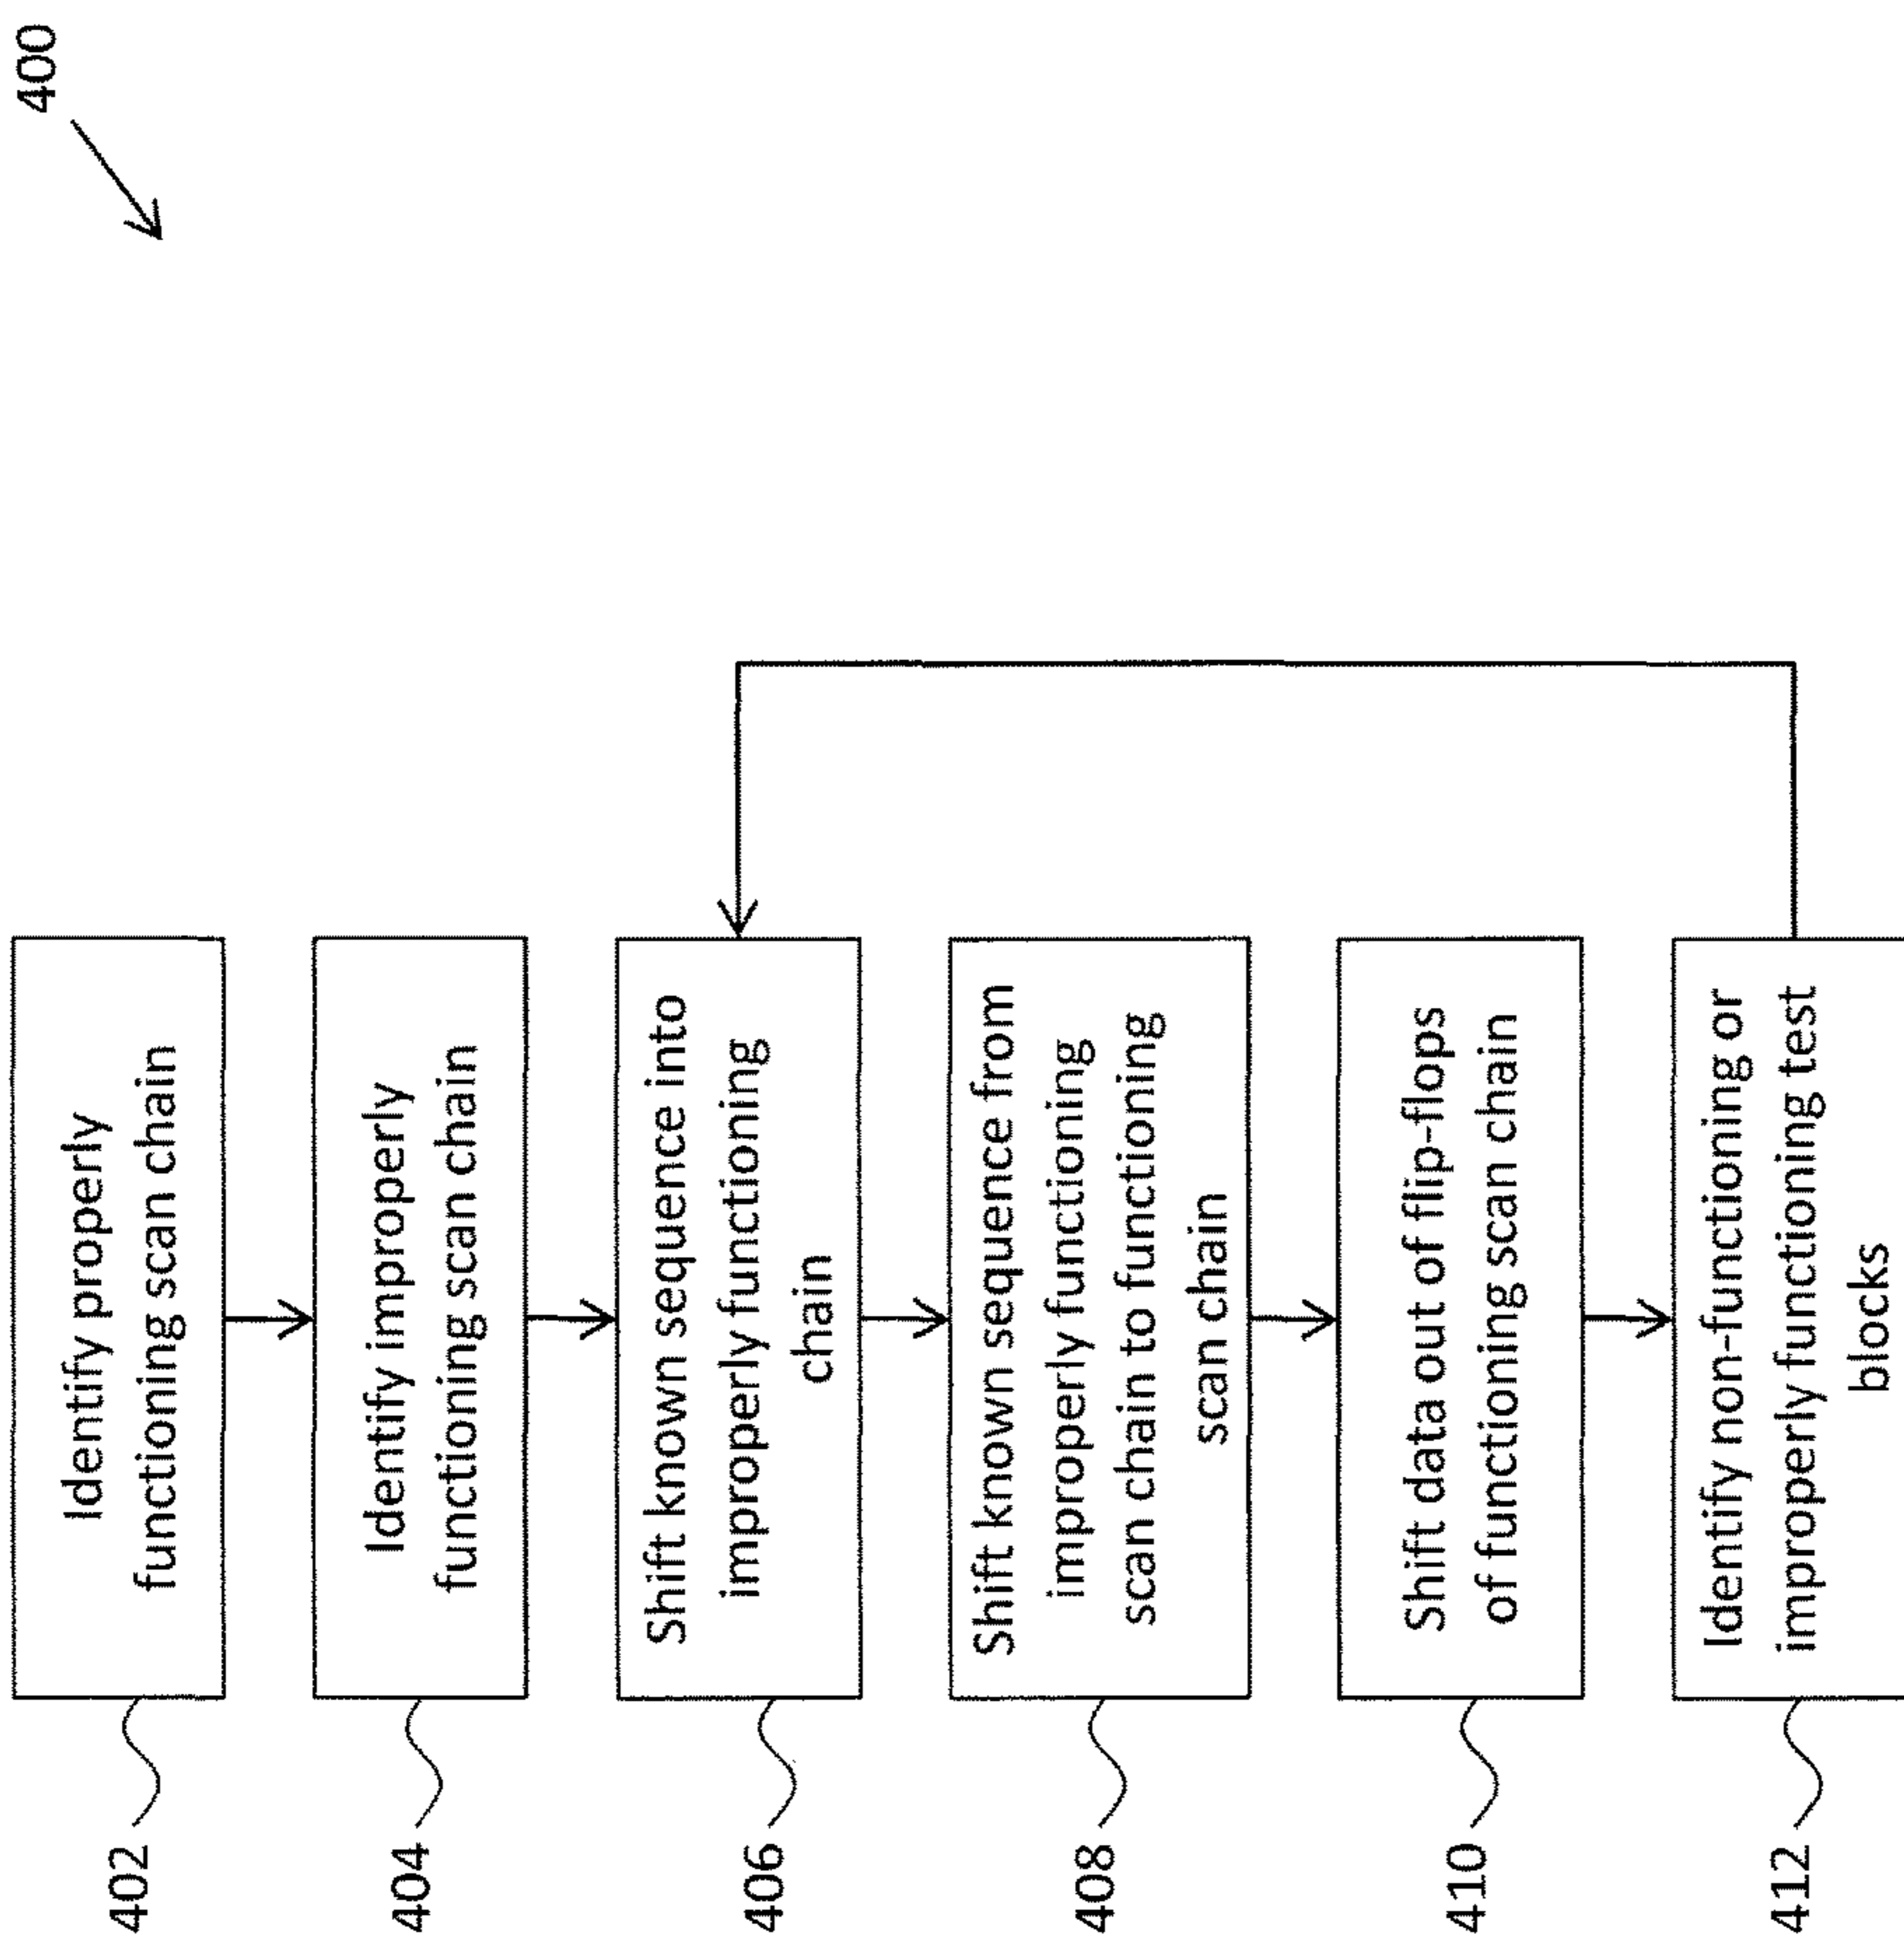 400
402
Identify properly
functioning scan chain
404
Identify improperly
functioning scan chain
406
Shift known sequence into
improperly functioning
chain
408
Shift known sequence from
improperly functioning
scan chain to functioning
scan chain
410
Shift data out of flip-flops
of functioning scan chain
412
Identify non-functioning or
improperly functioning test
blocks